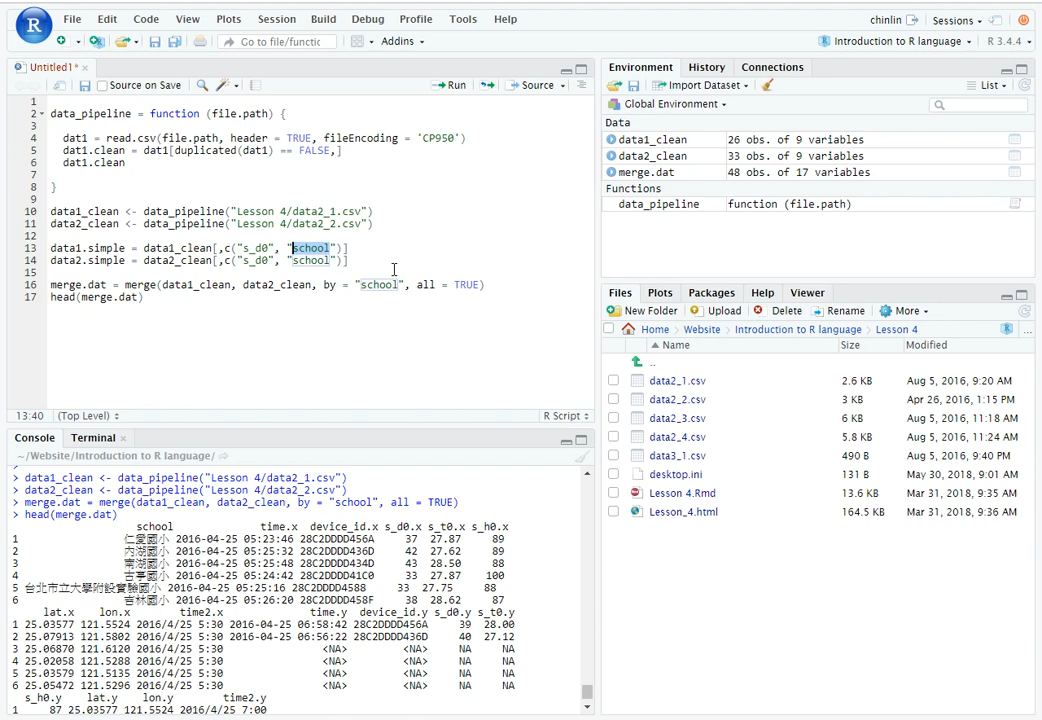 R File Edit Code View Plots Session Build Debug Profile Tools Help chinlin Sessions
Go to file/functic Addins Introduction to R language R 3.4.4
Untitled1*
Source on Save Run Source
1
2 data_pipeline = function (file.path) {
3
4 dat1 = read.csv(file.path, header = TRUE, fileEncoding = 'CP950')
5 dat1.clean = dat1[duplicated(dat1) == FALSE,]
6 dat1.clean
7
8 }
9
10 data1_clean <- data_pipeline("Lesson 4/data2_1.csv")
11 data2_clean <- data_pipeline("Lesson 4/data2_2.csv")
12
13 data1.simple = data1_clean[,c("s_d0", "school")]
14 data2.simple = data2_clean[,c("s_d0", "school")]
15
16 merge.dat = merge(data1_clean, data2_clean, by = "school", all = TRUE)
17 head(merge.dat)
13:40 (Top Level) R Script
Console Terminal
~/Website/Introduction to R language/
> data1_clean <- data_pipeline("Lesson 4/data2_1.csv")
> data2_clean <- data_pipeline("Lesson 4/data2_2.csv")
> merge.dat = merge(data1_clean, data2_clean, by = "school", all = TRUE)
> head(merge.dat)
school time.x device_id.x s_d0.x s_t0.x s_h0.x
1 仁愛國小 2016-04-25 05:23:46 28C2DDDD456A 37 27.87 89
2 內湖國小 2016-04-25 05:25:32 28C2DDDD436D 42 27.62 89
3 南湖國小 2016-04-25 05:25:48 28C2DDDD434D 43 28.50 88
4 古亭國小 2016-04-25 05:24:42 28C2DDDD41C0 33 27.87 100
5 台北市立大學附設實驗國小 2016-04-25 05:25:16 28C2DDDD4588 33 27.75 88
6 吉林國小 2016-04-25 05:26:20 28C2DDDD458F 38 28.62 87
lat.x lon.x time2.x time.y device_id.y s_d0.y s_t0.y
1 25.03577 121.5524 2016/4/25 5:30 2016-04-25 06:58:42 28C2DDDD456A 39 28.00
2 25.07913 121.5802 2016/4/25 5:30 2016-04-25 06:56:22 28C2DDDD436D 40 27.12
3 25.06870 121.6120 2016/4/25 5:30 <NA> <NA> NA NA
4 25.02058 121.5288 2016/4/25 5:30 <NA> <NA> NA NA
5 25.03579 121.5135 2016/4/25 5:30 <NA> <NA> NA NA
6 25.05472 121.5296 2016/4/25 5:30 <NA> <NA> NA NA
s_h0.y lat.y lon.y time2.y
1 87 25.03577 121.5524 2016/4/25 7:00
Environment History Connections
Import Dataset List
Global Environment
Data
data1_clean 26 obs. of 9 variables
data2_clean 33 obs. of 9 variables
merge.dat 48 obs. of 17 variables
Functions
data_pipeline function (file.path)
Files Plots Packages Help Viewer
New Folder Upload Delete Rename More
Home Website Introduction to R language Lesson 4 R ...
Name Size Modified
..
data2_1.csv 2.6 KB Aug 5, 2016, 9:20 AM
data2_2.csv 3 KB Apr 26, 2016, 1:15 PM
data2_3.csv 6 KB Aug 5, 2016, 11:18 AM
data2_4.csv 5.8 KB Aug 5, 2016, 11:24 AM
data3_1.csv 490 B Aug 5, 2016, 9:40 PM
desktop.ini 131 B May 30, 2018, 9:01 AM
Lesson 4.Rmd 13.6 KB Mar 31, 2018, 9:35 AM
Lesson_4.html 164.5 KB Mar 31, 2018, 9:36 AM